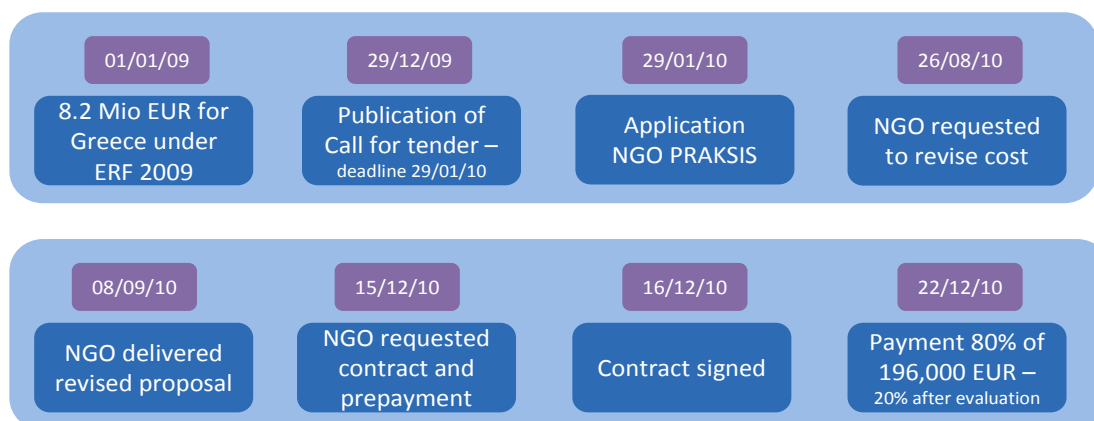 01/01/09
8.2 Mio EUR for
Greece under
ERF 2009
29/12/09
Publication of
Call for tender –
deadline 29/01/10
29/01/10
Application
NGO PRAKSIS
26/08/10
NGO requested
to revise cost
08/09/10
NGO delivered
revised proposal
15/12/10
NGO requested
contract and
prepayment
16/12/10
Contract signed
22/12/10
Payment 80% of
196,000 EUR –
20% after evaluation